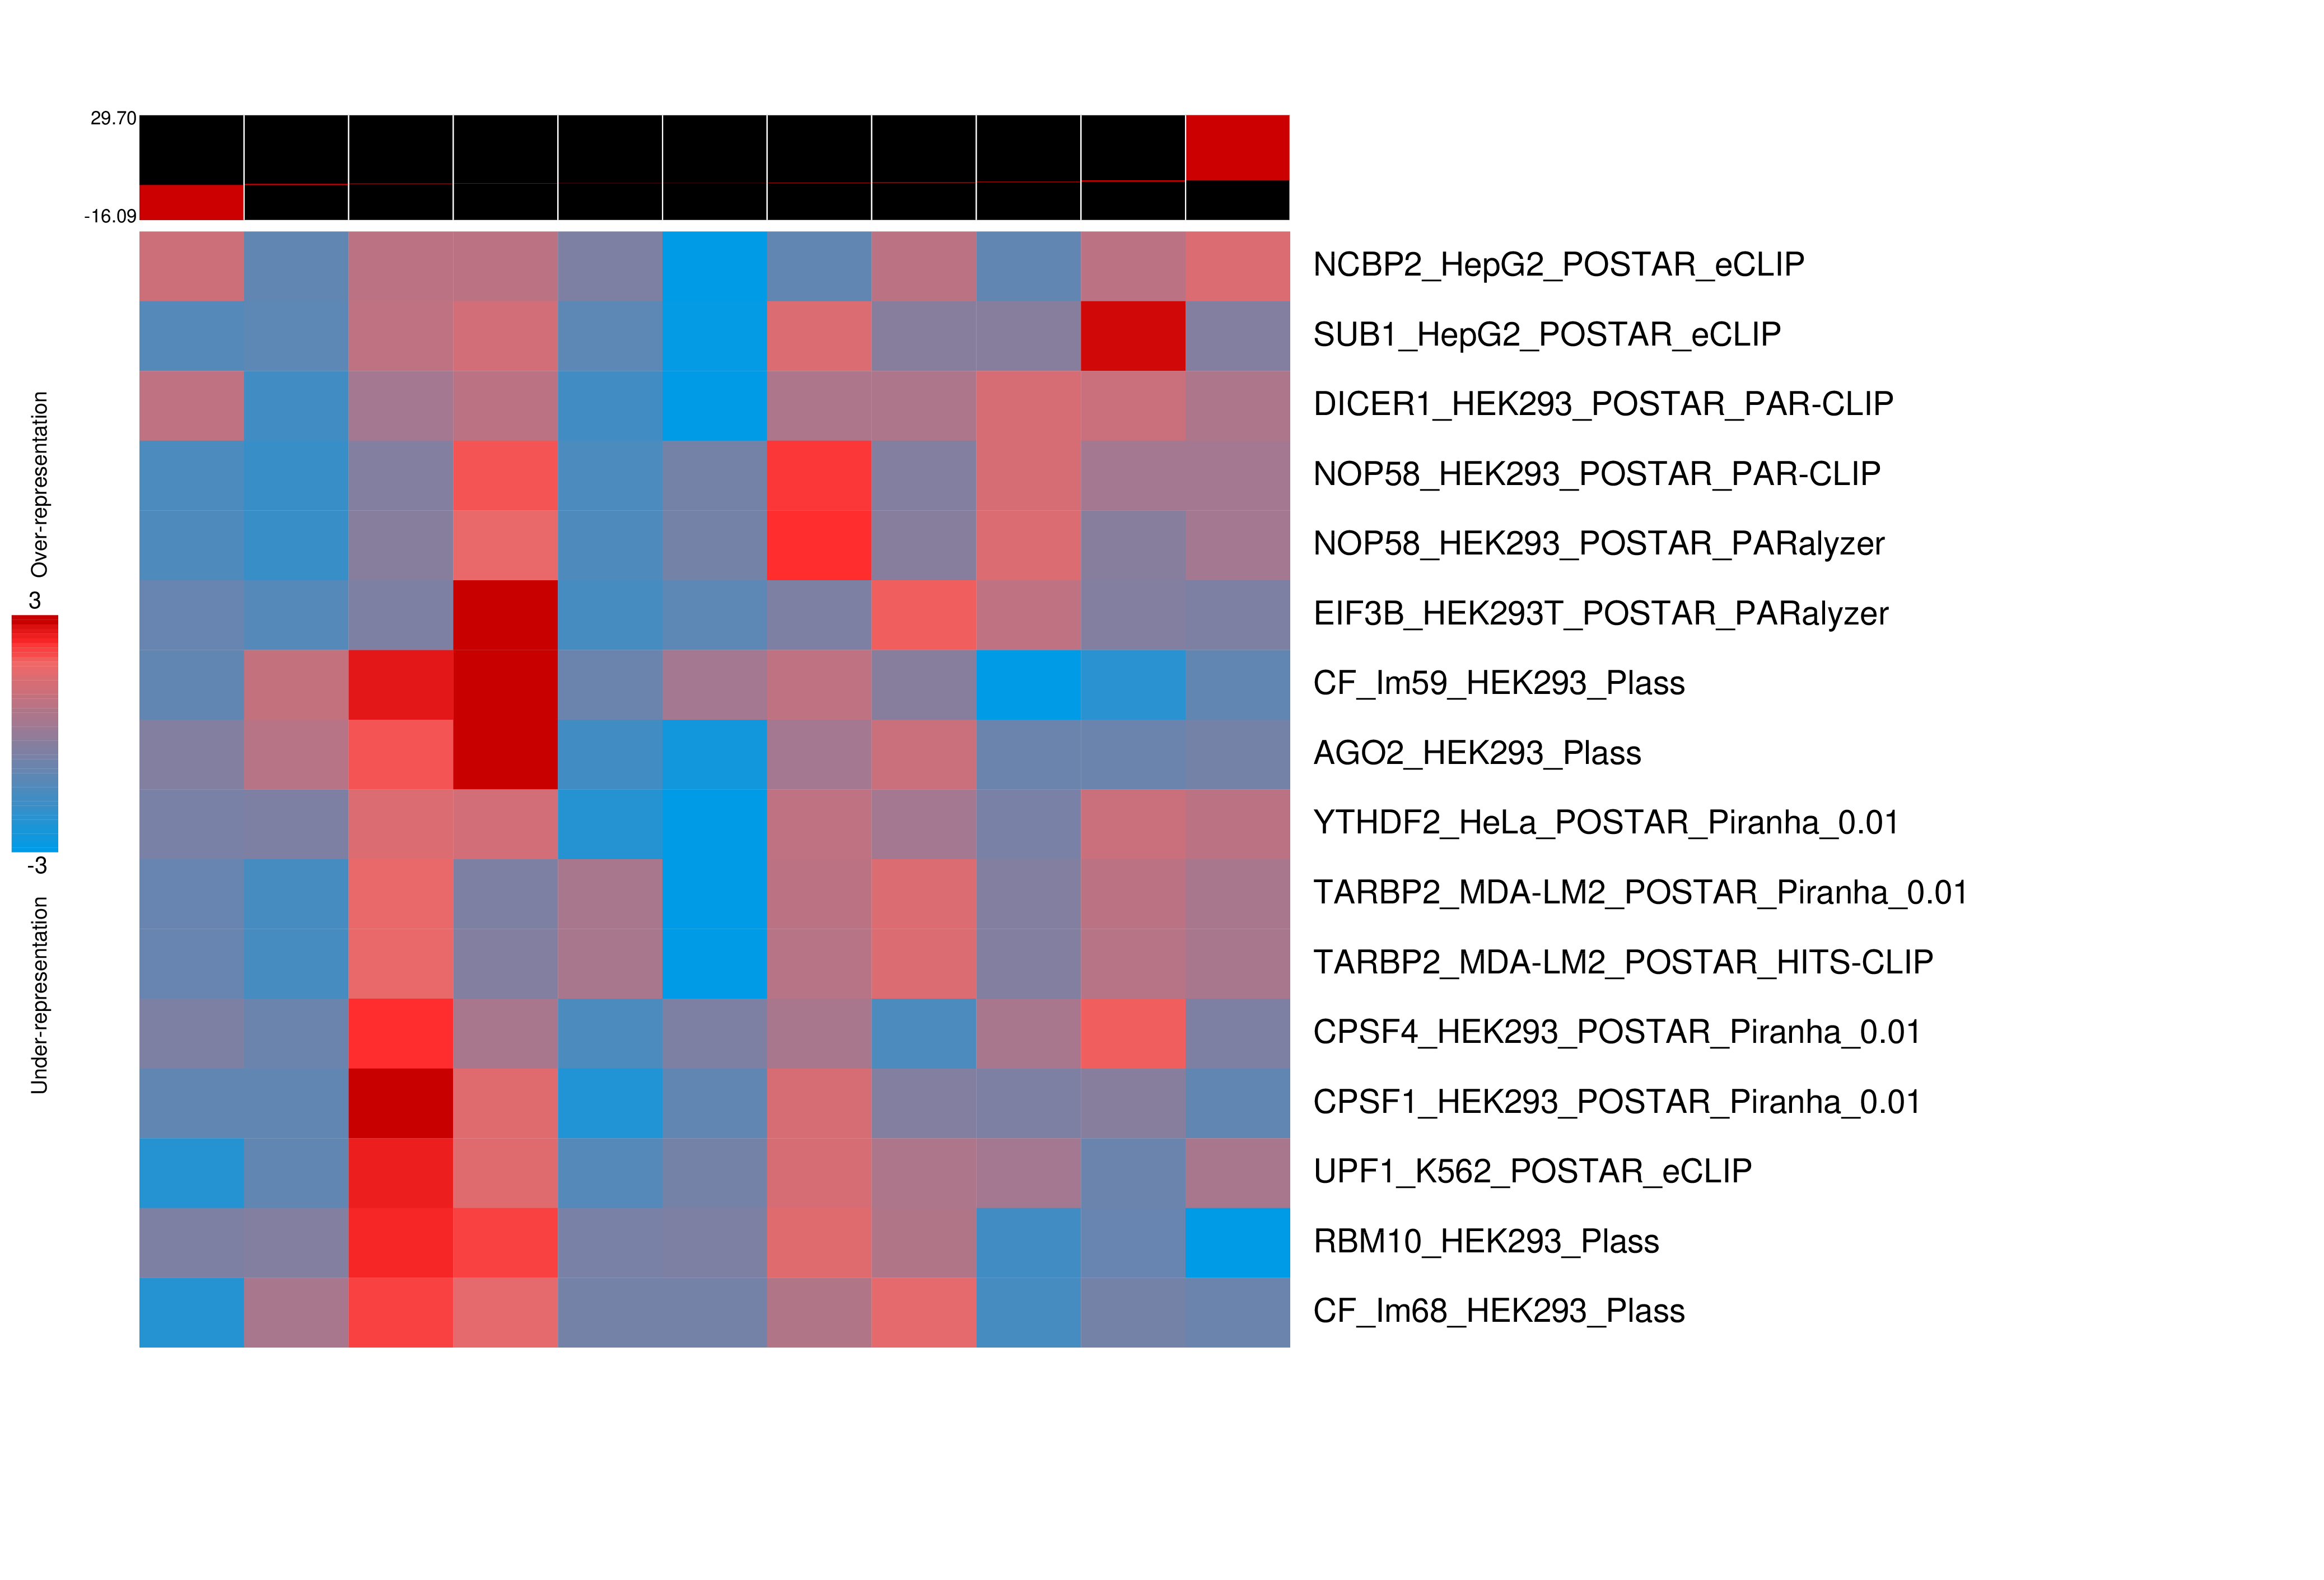 29.70
-16.09
Over-representation
3
-3
Under-representation
NCBP2_HepG2_POSTAR_eCLIP
SUB1_HepG2_POSTAR_eCLIP
DICER1_HEK293_POSTAR_PAR-CLIP
NOP58_HEK293_POSTAR_PAR-CLIP
NOP58_HEK293_POSTAR_PARalyzer
EIF3B_HEK293T_POSTAR_PARalyzer
CF_Im59_HEK293_Plass
AGO2_HEK293_Plass
YTHDF2_HeLa_POSTAR_Piranha_0.01
TARBP2_MDA-LM2_POSTAR_Piranha_0.01
TARBP2_MDA-LM2_POSTAR_HITS-CLIP
CPSF4_HEK293_POSTAR_Piranha_0.01
CPSF1_HEK293_POSTAR_Piranha_0.01
UPF1_K562_POSTAR_eCLIP
RBM10_HEK293_Plass
CF_Im68_HEK293_Plass